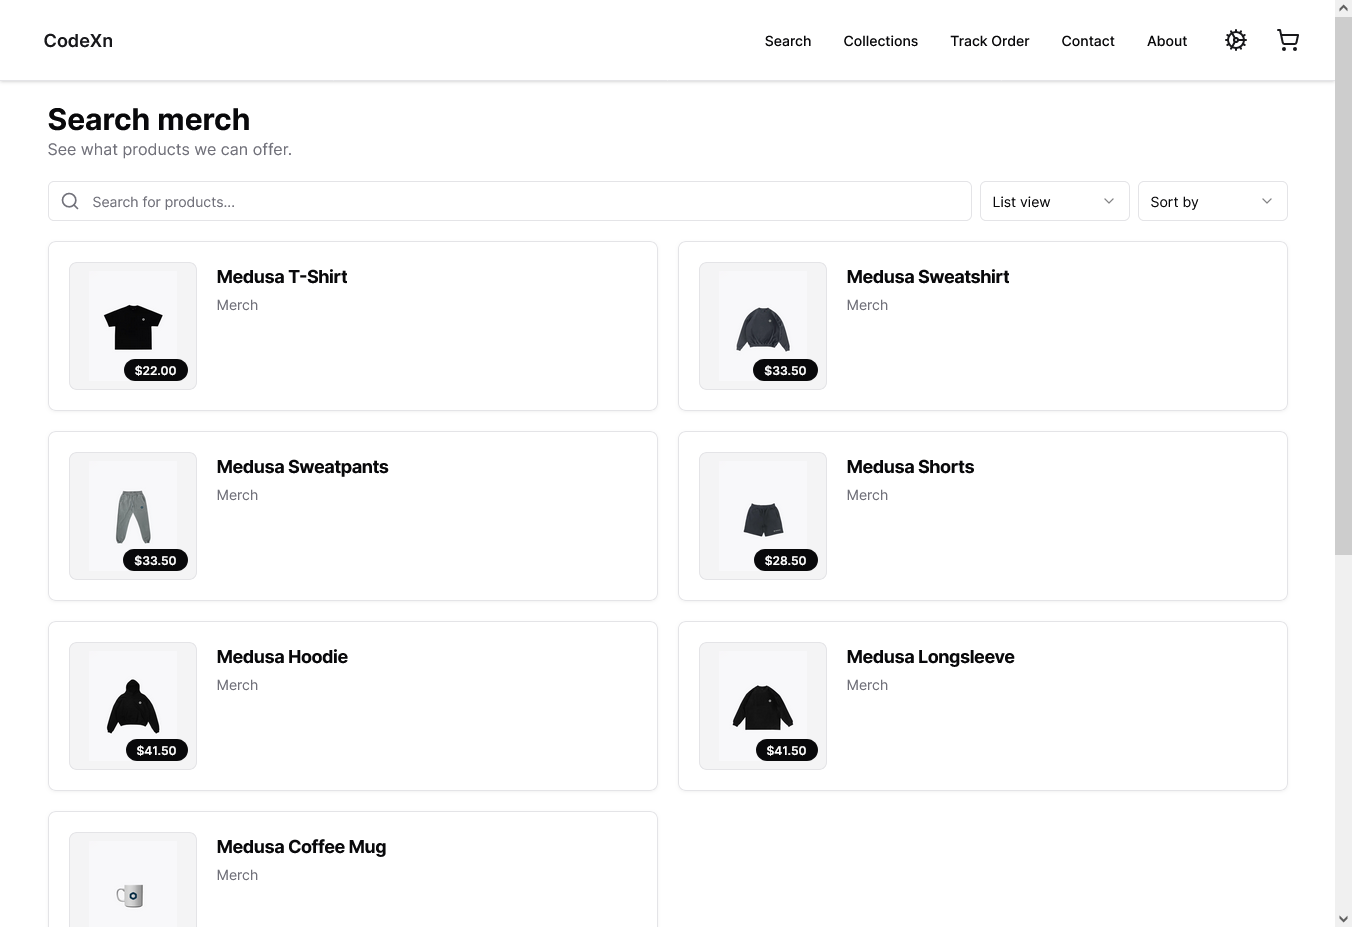 CodeXn
Search Collections Track Order Contact About
Search merch
See what products we can offer.
Search for products...
List view
Sort by
Medusa T-Shirt
Merch
$22.00
Medusa Sweatshirt
Merch
$33.50
Medusa Sweatpants
Merch
$33.50
Medusa Shorts
Merch
$28.50
Medusa Hoodie
Merch
$41.50
Medusa Longsleeve
Merch
$41.50
Medusa Coffee Mug
Merch